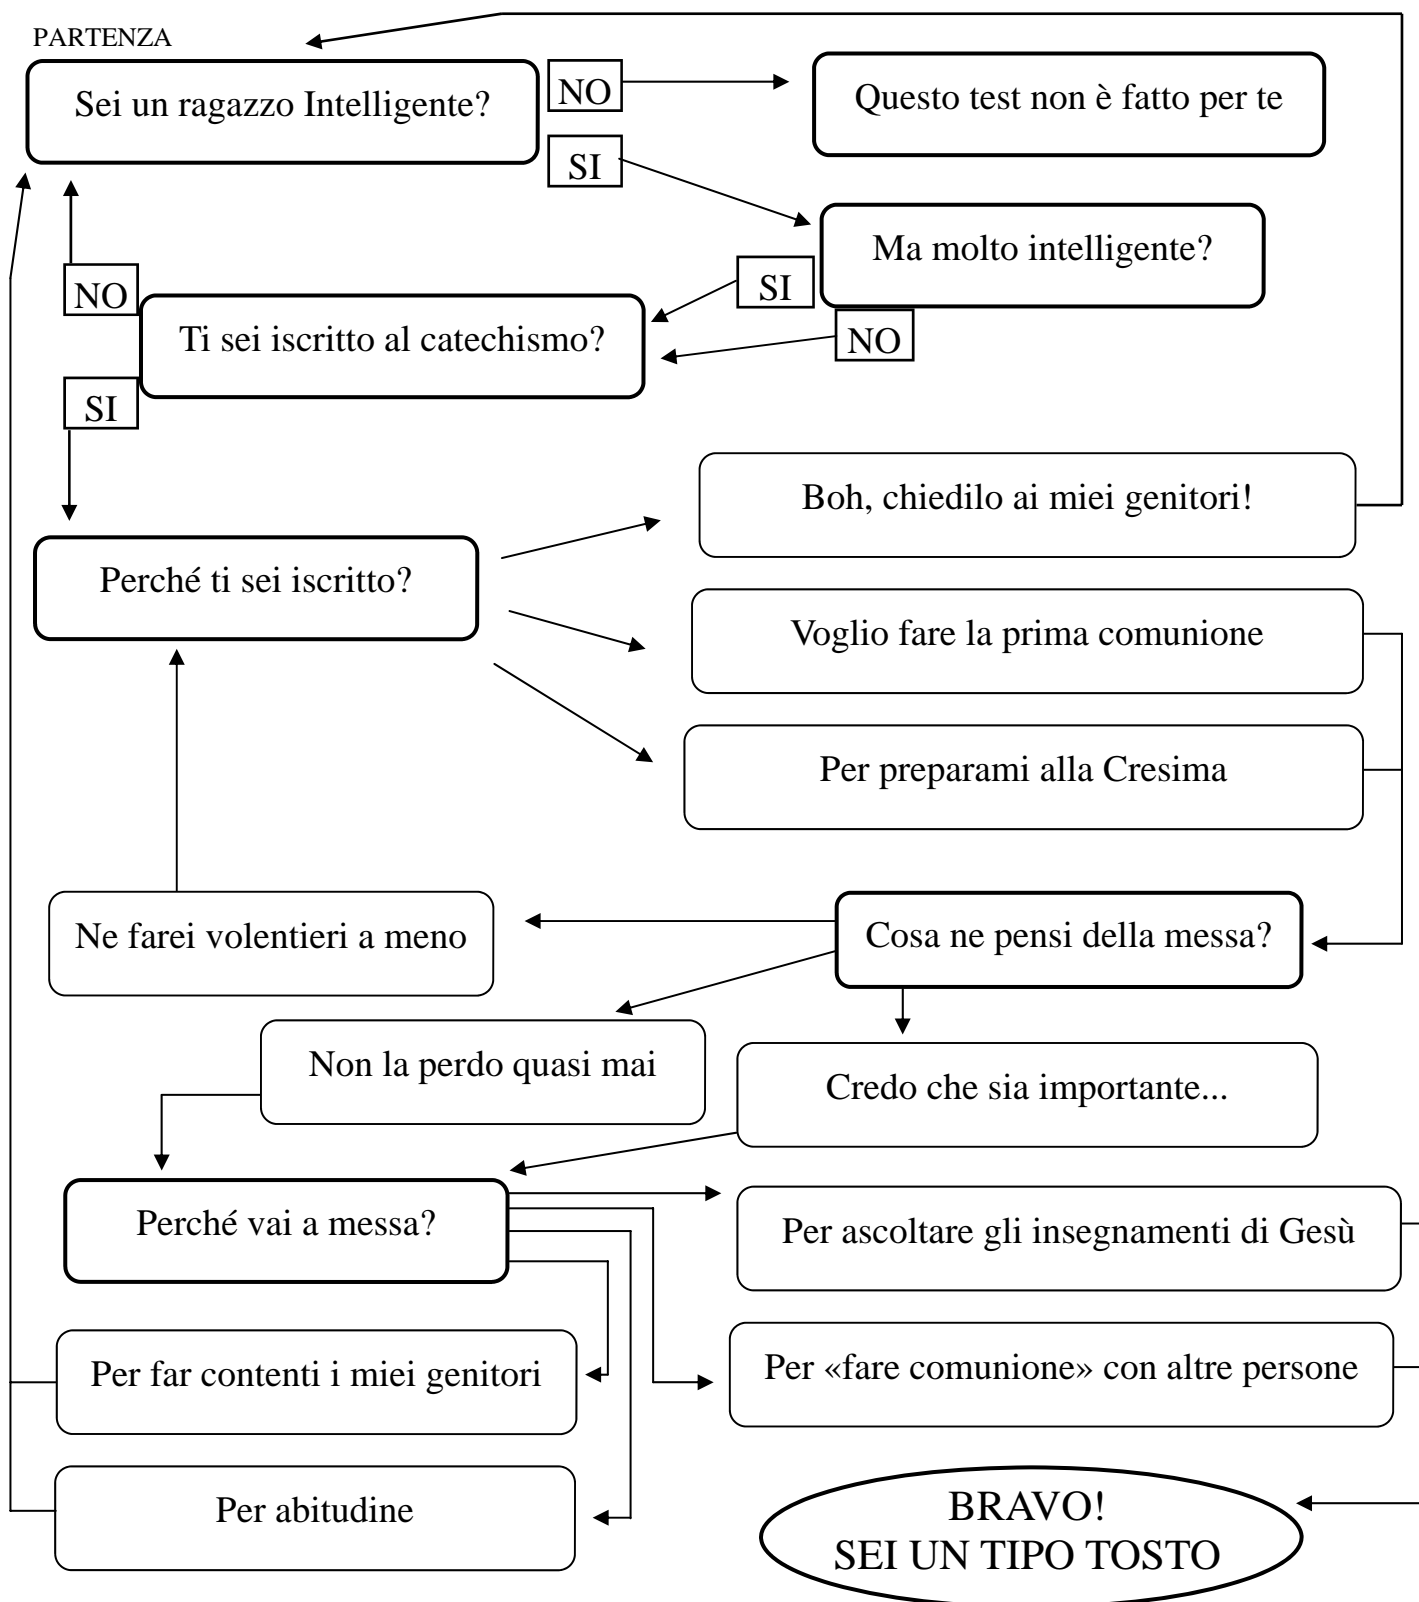 PARTENZA
Sei un ragazzo Intelligente?
NO
Questo test non è fatto per te
SI
Ma molto intelligente?
SI
NO
NO
Ti sei iscritto al catechismo?
SI
Boh, chiedilo ai miei genitori!
Perché ti sei iscritto?
Voglio fare la prima comunione
Per preparami alla Cresima
Ne farei volentieri a meno
Cosa ne pensi della messa?
Non la perdo quasi mai
Credo che sia importante...
Perché vai a messa?
Per ascoltare gli insegnamenti di Gesù
Per far contenti i miei genitori
Per «fare comunione» con altre persone
Per abitudine
BRAVO!
SEI UN TIPO TOSTO